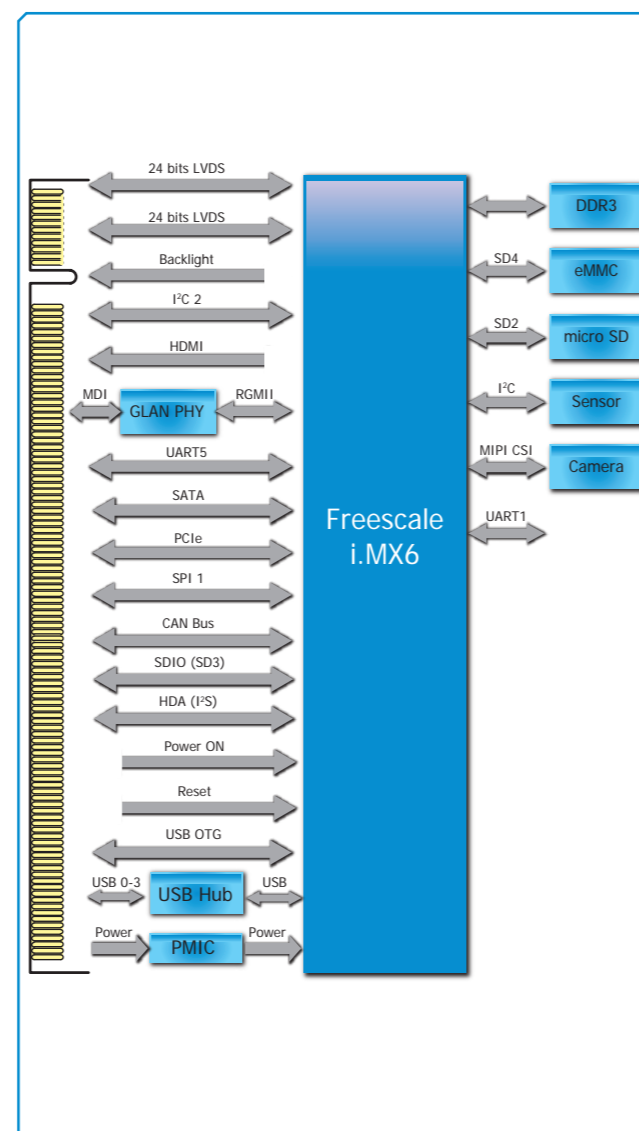 24 bits LVDS
24 bits LVDS
Backlight
I²C 2
HDMI
MDI
GLAN PHY
RGMII
UART5
SATA
PCIe
SPI 1
CAN Bus
SDIO (SD3)
HDA (I²S)
Power ON
Reset
USB OTG
USB 0-3
USB Hub
USB
Power
PMIC
Power
Freescale
i.MX6
DDR3
SD4
eMMC
SD2
micro SD
I²C
Sensor
MIPI CSI
Camera
UART1